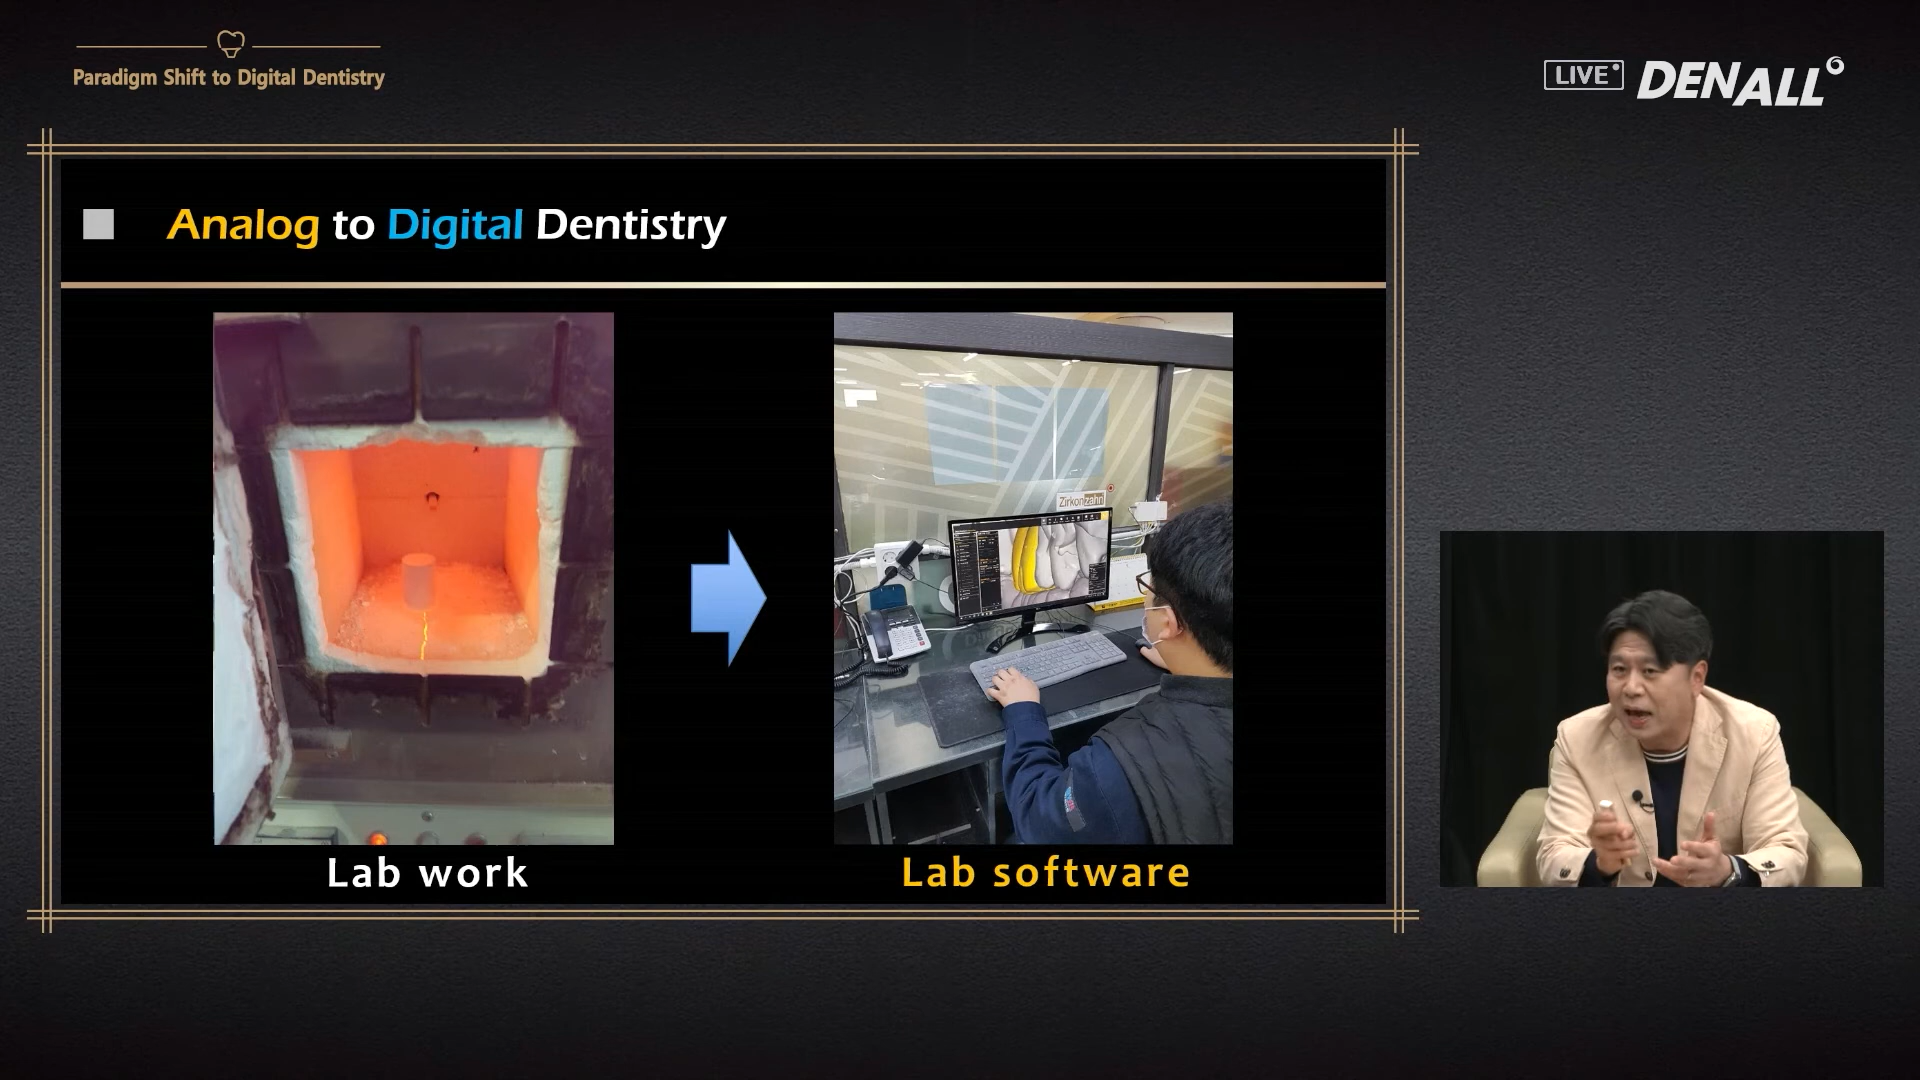 Paradigm Shift to Digital Dentistry
LIVE
DENALL
Analog to Digital Dentistry
Zirkonzahn
Lab work
Lab software